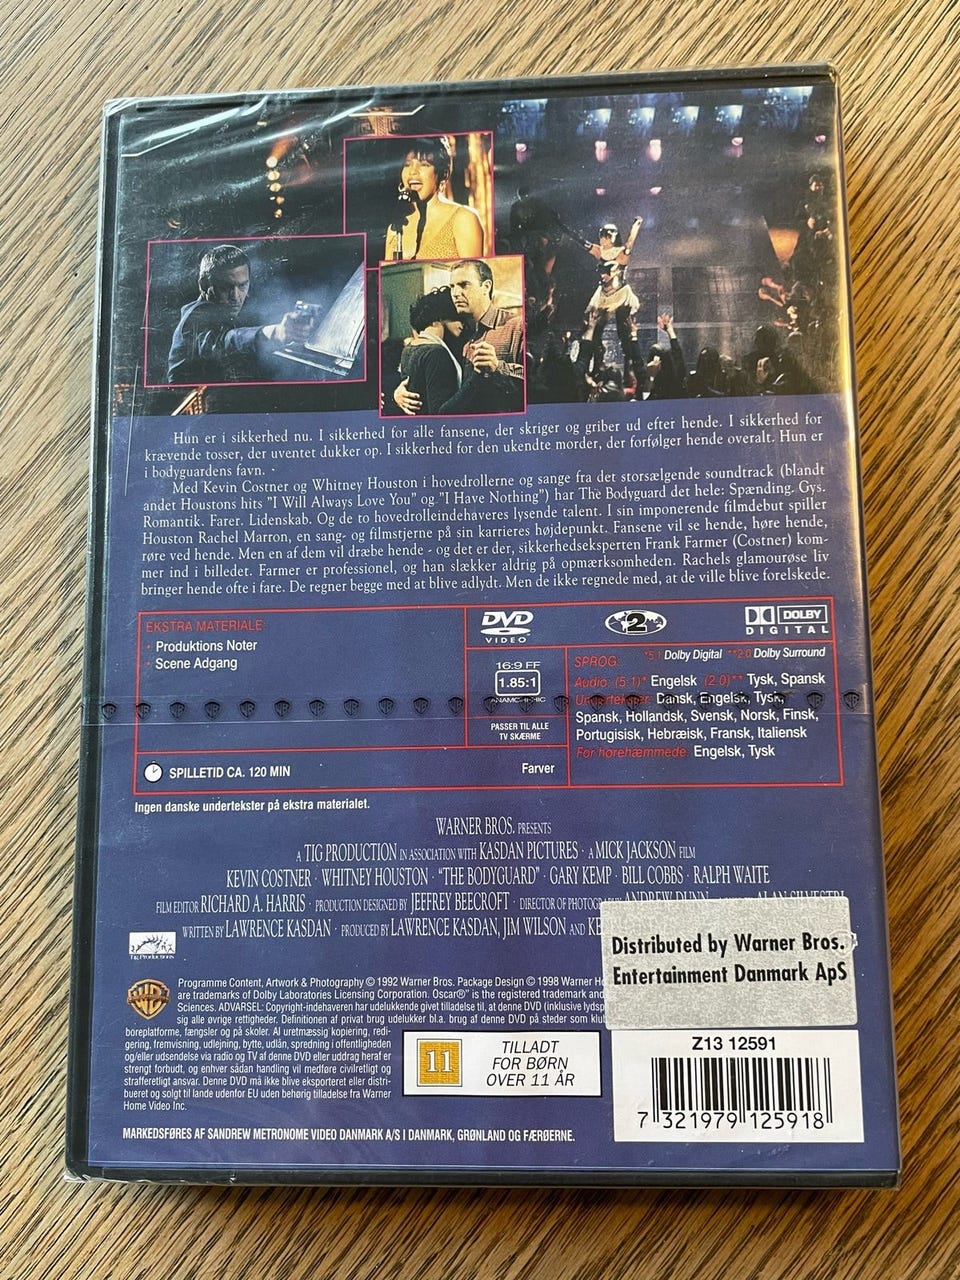 Hun er i sikkerhed nu. I sikkerhed for alle fansene, der skriger og griber ud efter hende. I sikkerhed for
krævende tosser, der uventet dukker op. I sikkerhed for den ukendte morder, der forfølger hende overalt. Hun er
i bodyguardens favn.
Med Kevin Costner og Whitney Houston i hovedrollerne og sange fra det storsælgende soundtrack (blandt
andet Houstons hits "I Will Always Love You" og "I Have Nothing") har The Bodyguard det hele: Spænding. Gys.
Romantik. Farer. Lidenskab. Og de to hovedrolleindehaveres lysende talent. I sin imponerende filmdebut spiller
Houston Rachel Marron, en sang- og filmstjerne på sin karrieres højdepunkt. Fansene vil se hende, høre hende,
røre ved hende. Men en af dem vil dræbe hende - og det er der, sikkerhedseksperten Frank Farmer (Costner) kom-
mer ind i billedet. Farmer er professionel, og han slækker aldrig på opmærksomheden. Rachels glamourøse liv
bringer hende ofte i fare. De regner begge med at blive adlydt. Men de ikke regnede med, at de ville blive forelskede.
EKSTRA MATERIALE:
• Produktions Noter
• Scene Adgang
DVD
VIDEO
2
DOLBY
DIGITAL
16:9 FF
1.85:1
ANAMORPHIC
PASSER TIL ALLE
TV SKÆRME
SPROG: *5.1 Dolby Digital **2.0 Dolby Surround
Audio: (5:1)* Engelsk (2.0)** Tysk, Spansk
Undertekster: Dansk, Engelsk, Tysk,
Spansk, Hollandsk, Svensk, Norsk, Finsk,
Portugisisk, Hebræisk, Fransk, Italiensk
For hørehæmmede: Engelsk, Tysk
SPILLETID CA. 120 MIN
Farver
Ingen danske undertekster på ekstra materialet.
WARNER BROS. PRESENTS
A TIG PRODUCTION IN ASSOCIATION WITH KASDAN PICTURES · A MICK JACKSON FILM
KEVIN COSTNER · WHITNEY HOUSTON · "THE BODYGUARD" · GARY KEMP · BILL COBBS · RALPH WAITE
FILM EDITOR RICHARD A. HARRIS · PRODUCTION DESIGNED BY JEFFREY BEECROFT · DIRECTOR OF ANDREW DUNN ALAN SILVESTRI
WRITTEN BY LAWRENCE KASDAN · PRODUCED BY LAWRENCE KASDAN, JIM WILSON AND
Tig Productions
Distributed by Warner Bros.
Entertainment Danmark ApS
WB
Programme Content, Artwork & Photography © 1992 Warner Bros. Package Design © 1998 Warner
are trademarks of Dolby Laboratories Licensing Corporation. Oscar® is the registered trademark and
Sciences. ADVARSEL: Copyright-indehaveren har udelukkende givet tilladelse til, at denne DVD (inklusive
sig alle øvrige rettigheder. Definitionen af privat brug udelukker bl.a. brug af denne DVD på steder som
boreplatforme, fængsler og på skoler. Al uretmæssig kopiering, redi-
gering, fremvisning, udlejning, bytte, udlån, spredning i offentligheden
og/eller udsendelse via radio og TV af denne DVD eller uddrag heraf er
strengt forbudt, og enhver sådan handling vil medføre civilretligt og
strafferetligt ansvar. Denne DVD må ikke blive eksporteret eller distri-
bueret og solgt til lande udenfor EU uden behørig tilladelse fra Warner
Home Video Inc.
11
TILLADT
FOR BØRN
OVER 11 ÅR
Z13 12591
7 321979 125918
MARKEDSFØRES AF SANDREW METRONOME VIDEO DANMARK A/S I DANMARK, GRØNLAND OG FÆRØERNE.